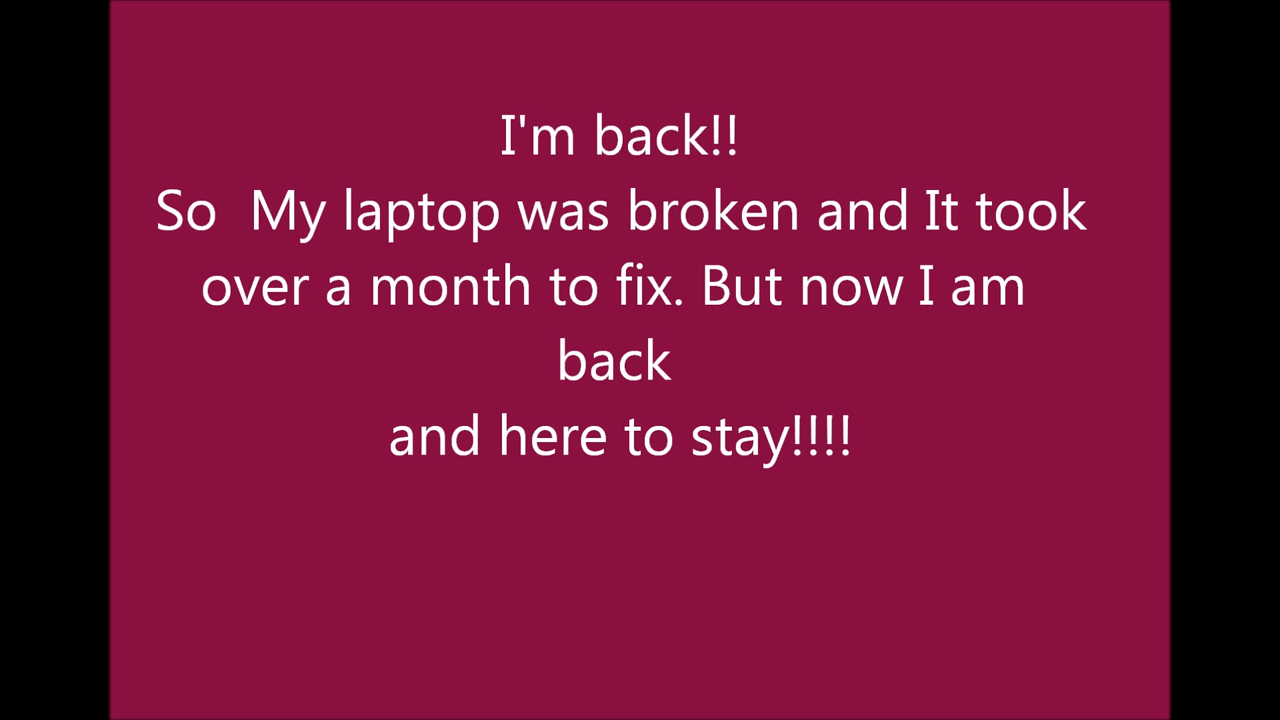 I'm back!!
So  My laptop was broken and It took
over a month to fix. But now I am
back
and here to stay!!!!